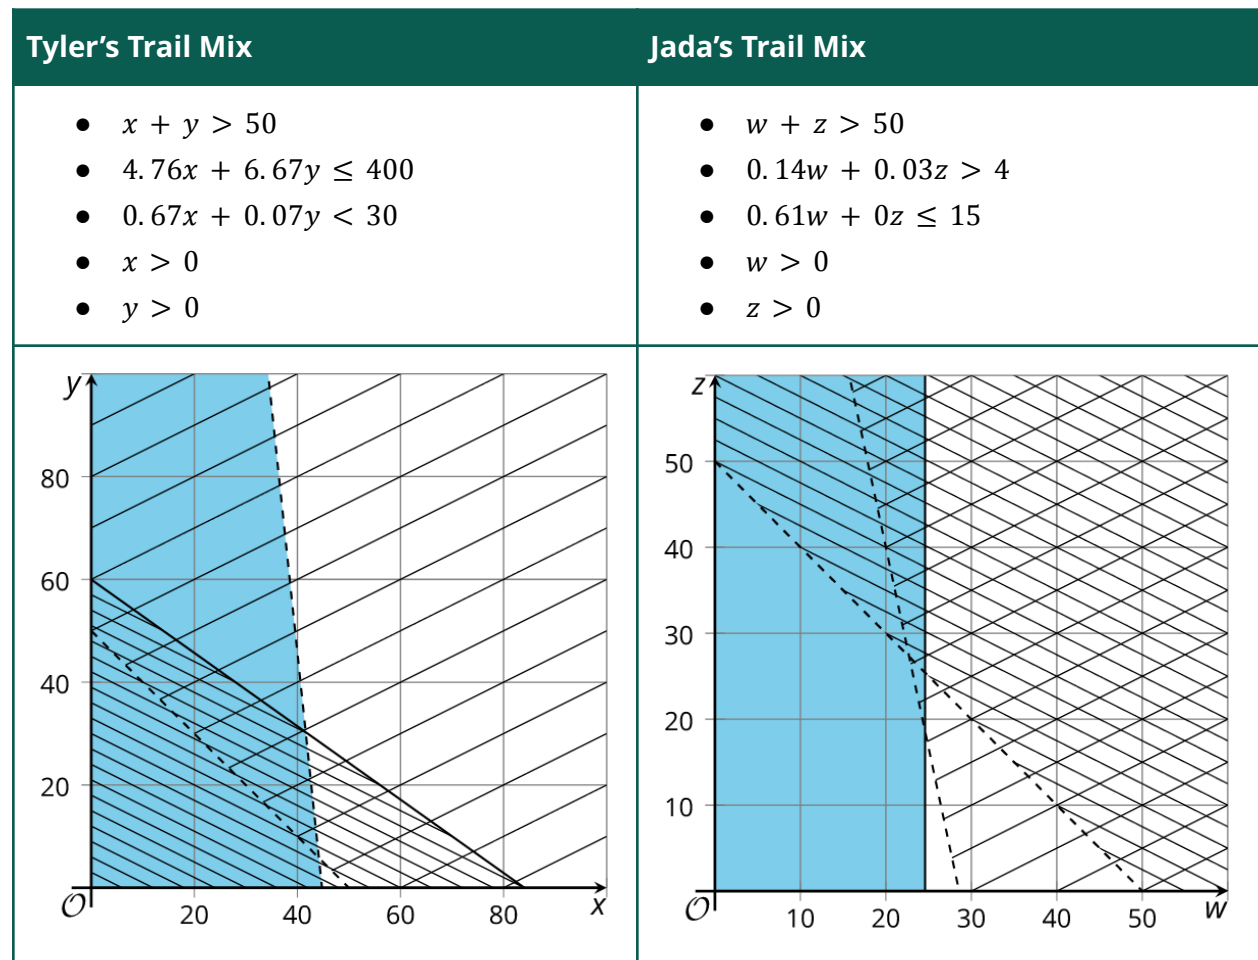 Tyler's Trail Mix
Jada's Trail Mix
● x + y > 50
● 4.76x + 6.67y ≤ 400
● 0.67x + 0.07y < 30
● x > 0
● y > 0
● w + z > 50
● 0.14w + 0.03z > 4
● 0.61w + 0z ≤ 15
● w > 0
● z > 0
y
80
60
40
20
O
20 40 60 80 x
z
50
40
30
20
10
O
10 20 30 40 50 w